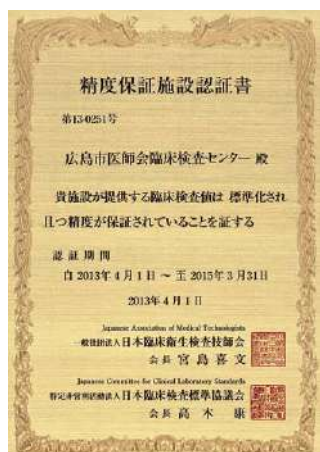 精度保証施設認証書
第13-0251号
広島市医師会臨床検査センター 殿
貴施設が提供する臨床検査値は 標準化され
且つ精度が保証されていることを証する
認証期間
自 2013年4月1日 ～ 至 2015年3月31日
2013年4月1日
Japanese Association of Medical Technologists
一般社団法人日本臨床衛生検査技師会
会長 宮島喜文
Japanese Committee for Clinical Laboratory Standards
特定非営利活動法人日本臨床検査標準協議会
会長 高木 康